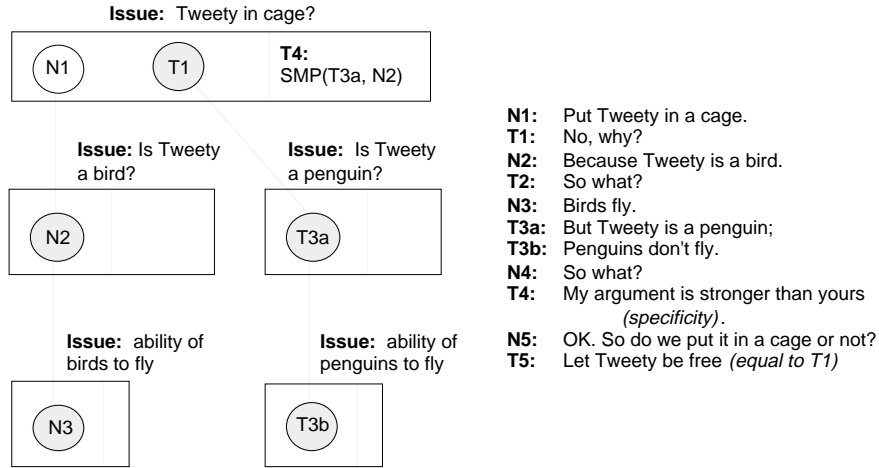 Issue: Tweety in cage?
N1
T1
T4:
SMP(T3a, N2)
Issue: Is Tweety
a bird?
Issue: Is Tweety
a penguin?
N2
T3a
Issue: ability of
birds to fly
Issue: ability of
penguins to fly
N3
T3b
N1: Put Tweety in a cage.
T1: No, why?
N2: Because Tweety is a bird.
T2: So what?
N3: Birds fly.
T3a: But Tweety is a penguin;
T3b: Penguins don't fly.
N4: So what?
T4: My argument is stronger than yours
(specificity).
N5: OK. So do we put it in a cage or not?
T5: Let Tweety be free (equal to T1)